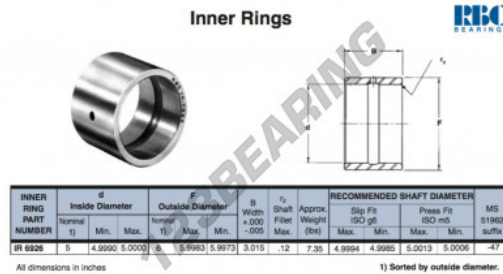 Inner Rings
RBC
BEARINGS
B
rₛ
d
F
123BEARING
INNER RING PART NUMBER
d Inside Diameter
F Outside Diameter
B Width +.000 -.005
rₛ Shaft Fillet Max.
Approx. Weight (lbs)
RECOMMENDED SHAFT DIAMETER
Slip Fit ISO g6
Press Fit ISO m5
MS 51962 suffix
Nominal 1) Min. Max. Nominal 1) Max. Min. Max. Min. Max. Min.
IR 6926 5 4.9990 5.0000 6 5.9983 5.9973 3.015 .12 7.35 4.9994 4.9985 5.0013 5.0006 -47
All dimensions in inches
1) Sorted by outside diameter.